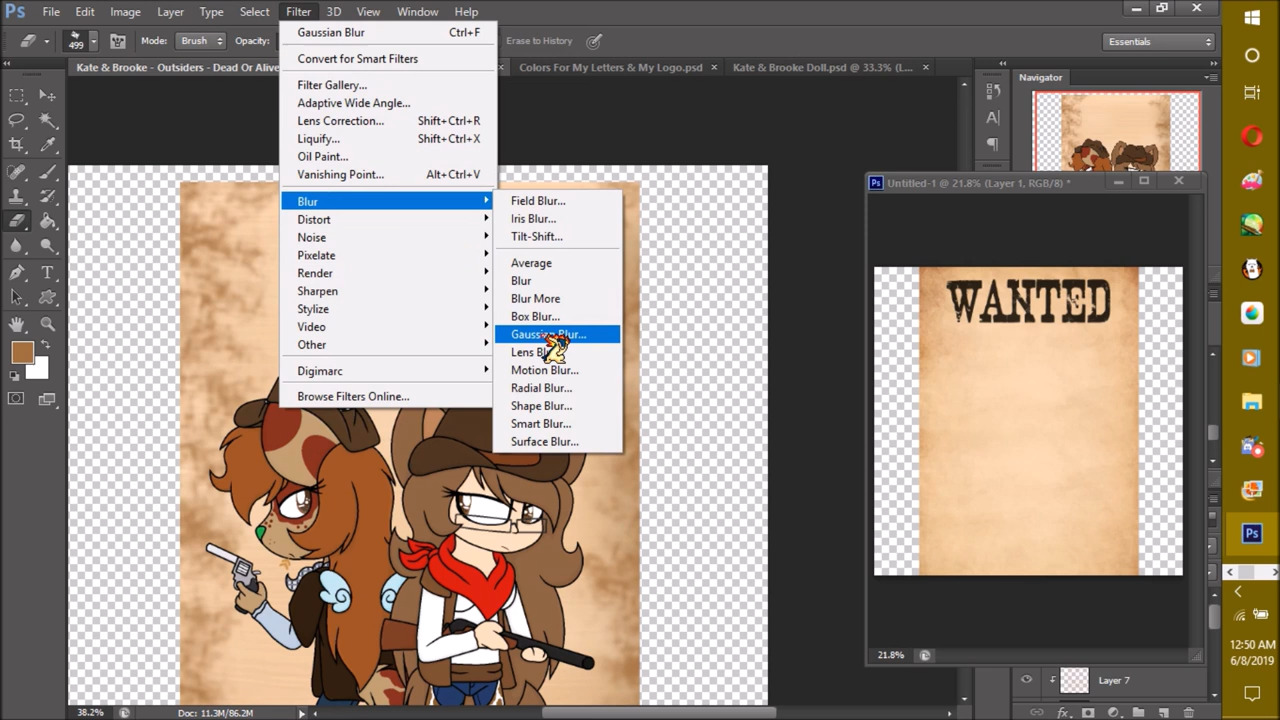 Ps File Edit Image Layer Type Select Filter 3D View Window Help
499 Mode: Brush Opacity: Erase to History Essentials
Kate & Brooke - Outsiders - Dead Or Alive Colors For My Letters & My Logo.psd × Kate & Brooke Doll.psd @ 33.3% (L... ×
Gaussian Blur Ctrl+F
Convert for Smart Filters
Filter Gallery...
Adaptive Wide Angle...
Lens Correction... Shift+Ctrl+R
Liquify... Shift+Ctrl+X
Oil Paint...
Vanishing Point... Alt+Ctrl+V
Blur
Distort
Noise
Pixelate
Render
Sharpen
Stylize
Video
Other
Digimarc
Browse Filters Online...
Field Blur...
Iris Blur...
Tilt-Shift...
Average
Blur
Blur More
Box Blur...
Gaussian Blur...
Lens
Motion Blur...
Radial Blur...
Shape Blur...
Smart Blur...
Surface Blur...
Navigator
Ps Untitled-1 @ 21.8% (Layer 1, RGB/8) *
WANTED
21.8%
Layer 7
38.2% Doc: 11.3M/86.2M
Ps
12:50 AM
6/8/2019